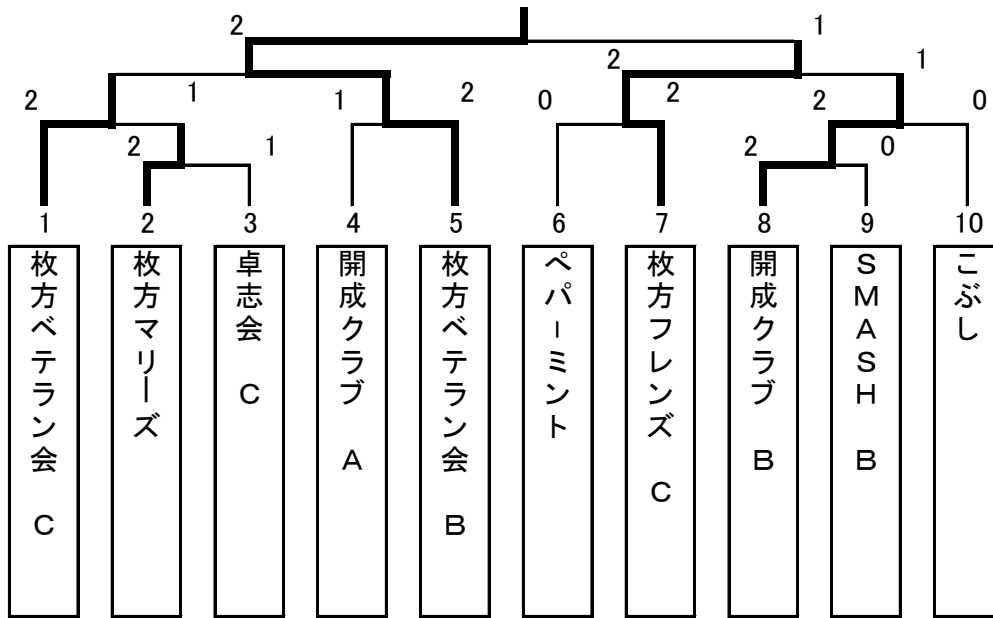 2 1
2 1
2 1 1 2 0 2 2 0
2 1 2 0
1 2 3 4 5 6 7 8 9 10
枚方ベテラン会 C
枚方マリーズ
卓志会 C
開成クラブ A
枚方ベテラン会 B
ペパーミント
枚方フレンズ C
開成クラブ B
SMASH B
こぶし